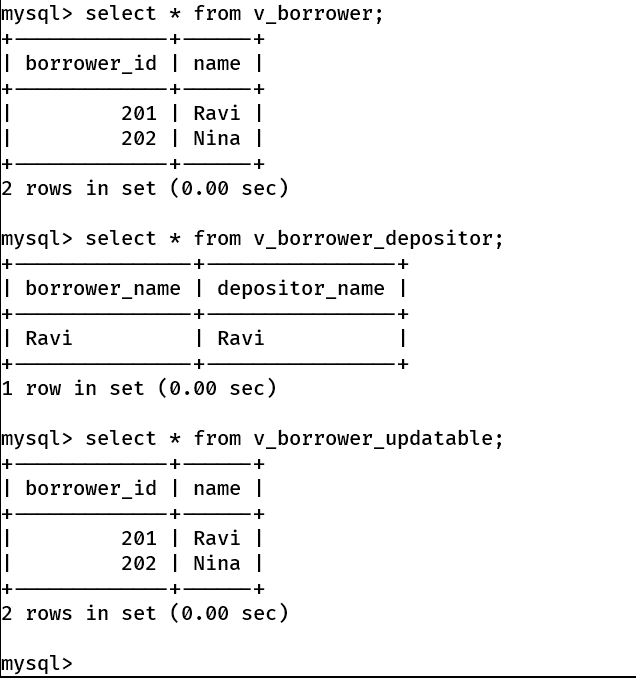 mysql> select * from v_borrower;
+-------------+------+
| borrower_id | name |
+-------------+------+
|         201 | Ravi |
|         202 | Nina |
+-------------+------+
2 rows in set (0.00 sec)

mysql> select * from v_borrower_depositor;
+---------------+----------------+
| borrower_name | depositor_name |
+---------------+----------------+
| Ravi          | Ravi           |
+---------------+----------------+
1 row in set (0.00 sec)

mysql> select * from v_borrower_updatable;
+-------------+------+
| borrower_id | name |
+-------------+------+
|         201 | Ravi |
|         202 | Nina |
+-------------+------+
2 rows in set (0.00 sec)

mysql>